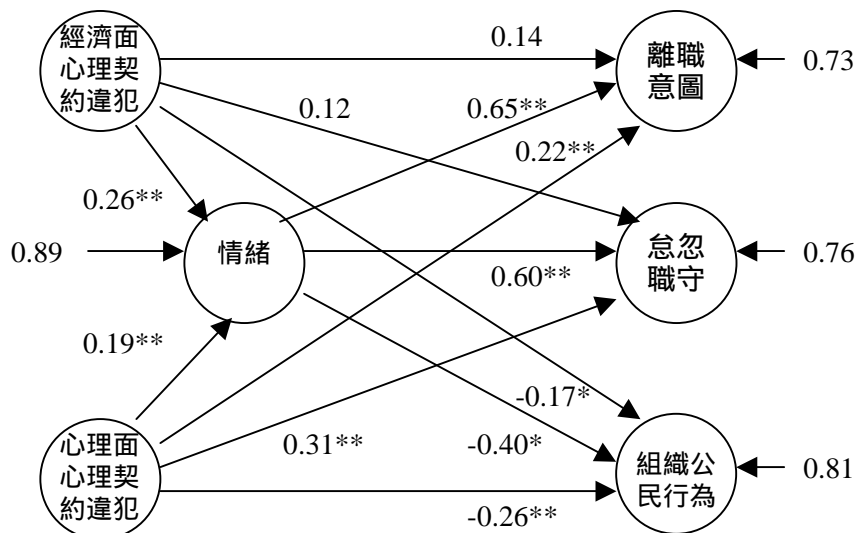 經濟面
心理契
約違犯
0.14
離職
意圖
0.73
0.12
0.65**
0.22**
0.26**
0.89
情緒
怠忽
職守
0.76
0.60**
0.19**
-0.17*
心理面
心理契
約違犯
0.31**
-0.40*
組織公
民行為
0.81
-0.26**